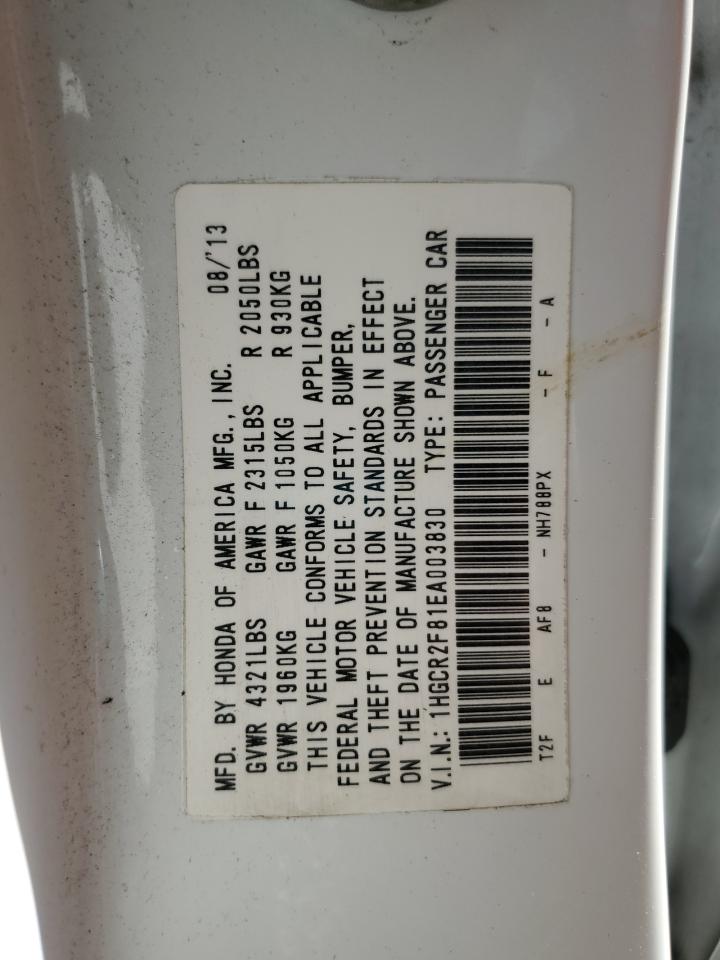 MFD. BY HONDA OF AMERICA MFG., INC. 08/'13
GVWR 4321LBS GAWR F 2315LBS R 2050LBS
GVWR 1960KG GAWR F 1050KG R 930KG
THIS VEHICLE CONFORMS TO ALL APPLICABLE
FEDERAL MOTOR VEHICLE SAFETY, BUMPER,
AND THEFT PREVENTION STANDARDS IN EFFECT
ON THE DATE OF MANUFACTURE SHOWN ABOVE.
V.I.N.: 1HGCR2F81EA003830 TYPE: PASSENGER CAR
T2F E AF8 - NH788PX - F - A